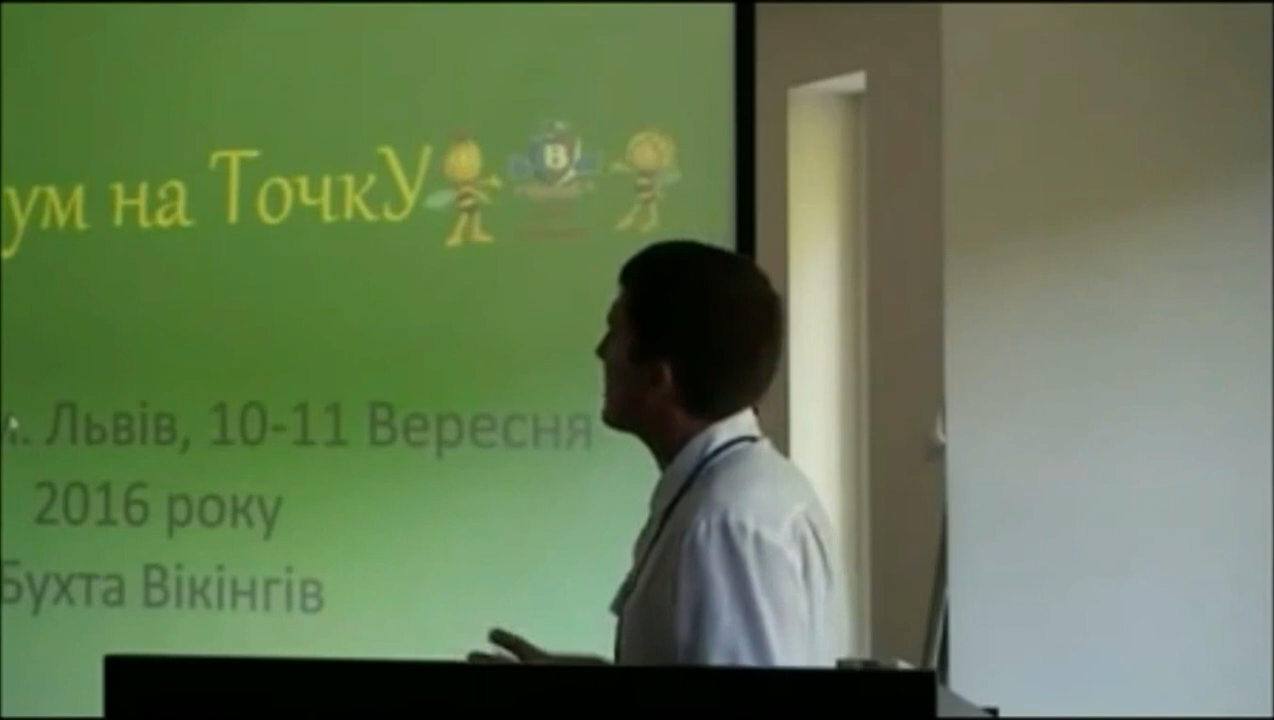 ум на ТочкУ
В
м. Львів, 10-11 Вересня
2016 року
Бухта Вікінгів